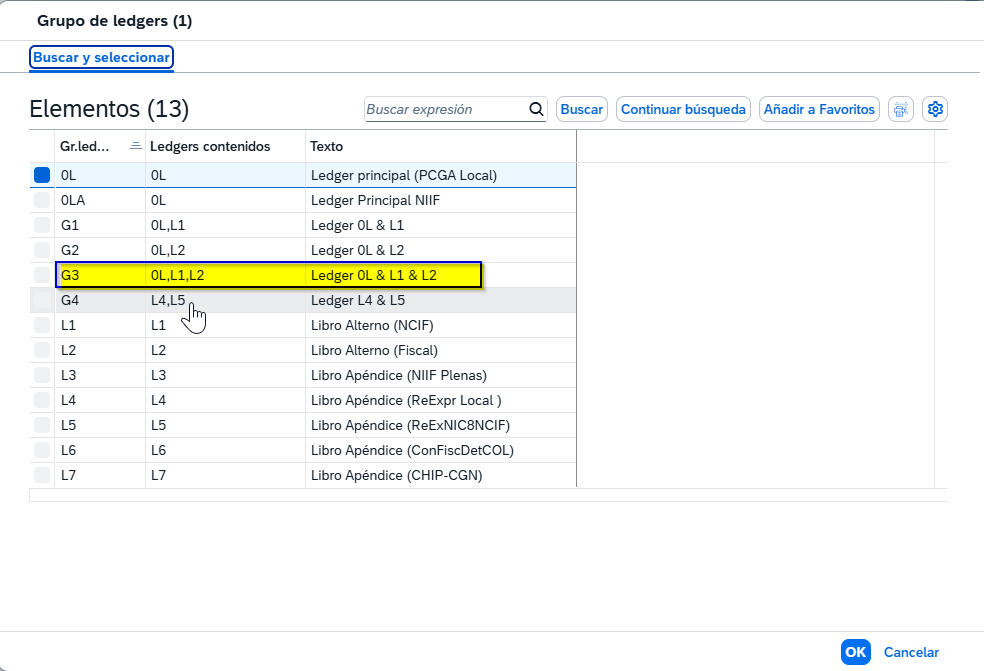 Grupo de ledgers (1)
Buscar y seleccionar
Elementos (13) Buscar expresión Buscar Continuar búsqueda Añadir a Favoritos
Gr.led... Ledgers contenidos Texto
0L 0L Ledger principal (PCGA Local)
0LA 0L Ledger Principal NIIF
G1 0L,L1 Ledger 0L & L1
G2 0L,L2 Ledger 0L & L2
G3 0L,L1,L2 Ledger 0L & L1 & L2
G4 L4,L5 Ledger L4 & L5
L1 L1 Libro Alterno (NCIF)
L2 L2 Libro Alterno (Fiscal)
L3 L3 Libro Apéndice (NIIF Plenas)
L4 L4 Libro Apéndice (ReExpr Local )
L5 L5 Libro Apéndice (ReExNIC8NCIF)
L6 L6 Libro Apéndice (ConFiscDetCOL)
L7 L7 Libro Apéndice (CHIP-CGN)
OK Cancelar